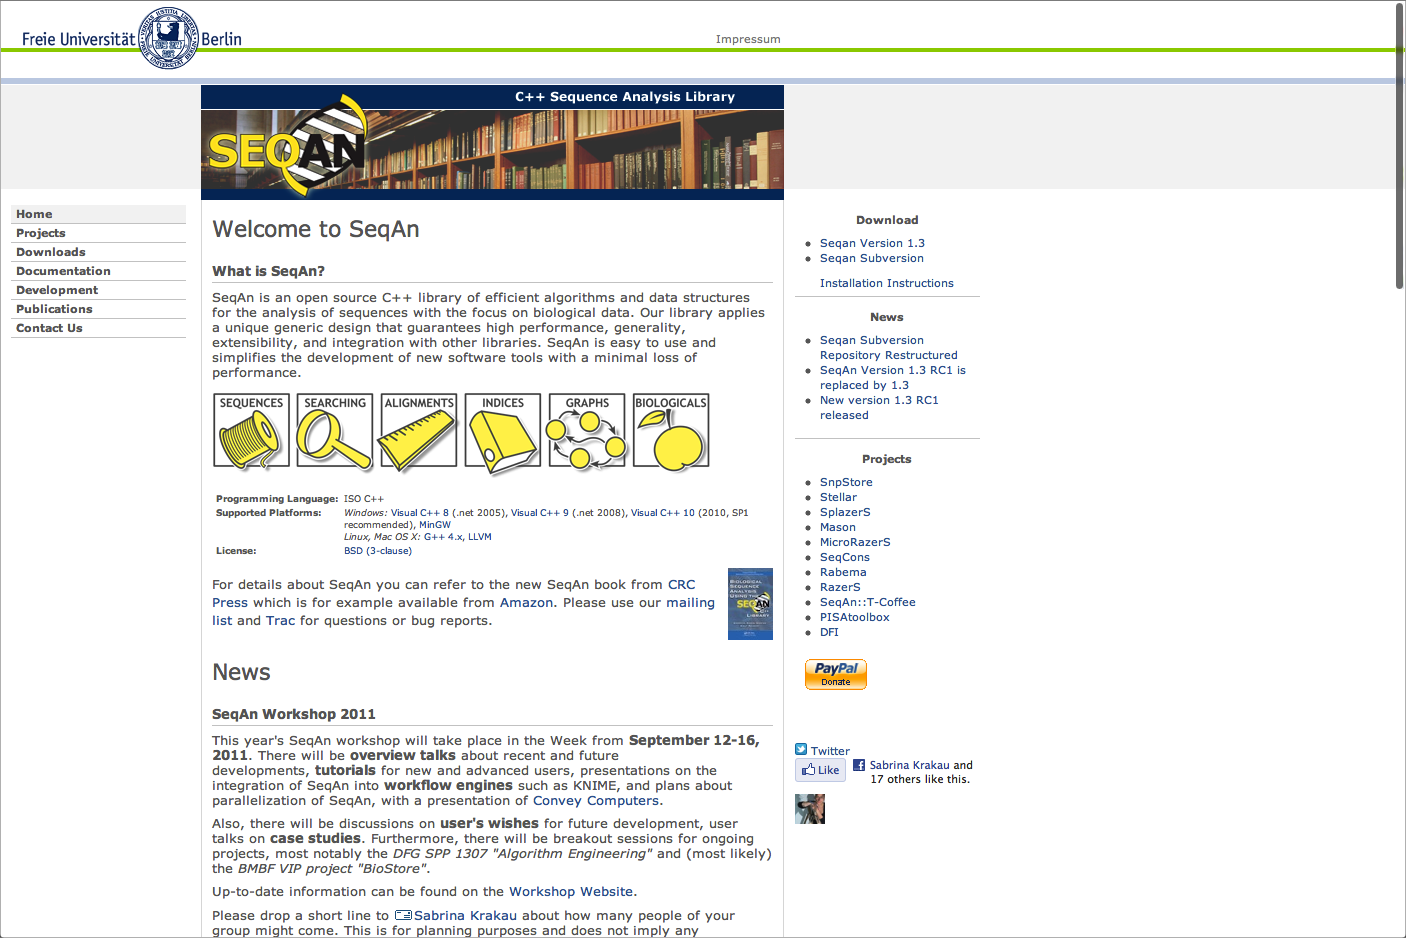 Freie Universität Berlin
Impressum
C++ Sequence Analysis Library
SEQAN
Home
Projects
Downloads
Documentation
Development
Publications
Contact Us
Welcome to SeqAn
What is SeqAn?
SeqAn is an open source C++ library of efficient algorithms and data structures
for the analysis of sequences with the focus on biological data. Our library applies
a unique generic design that guarantees high performance, generality,
extensibility, and integration with other libraries. SeqAn is easy to use and
simplifies the development of new software tools with a minimal loss of
performance.
SEQUENCES SEARCHING ALIGNMENTS INDICES GRAPHS BIOLOGICALS
Programming Language: ISO C++
Supported Platforms: Windows: Visual C++ 8 (.net 2005), Visual C++ 9 (.net 2008), Visual C++ 10 (2010, SP1
recommended), MinGW
Linux, Mac OS X: G++ 4.x, LLVM
License: BSD (3-clause)
For details about SeqAn you can refer to the new SeqAn book from CRC
Press which is for example available from Amazon. Please use our mailing
list and Trac for questions or bug reports.
BIOLOGICAL
SEQUENCE
ANALYSIS
USING THE
SEQAN
C++
LIBRARY
News
SeqAn Workshop 2011
This year's SeqAn workshop will take place in the Week from September 12-16,
2011. There will be overview talks about recent and future
developments, tutorials for new and advanced users, presentations on the
integration of SeqAn into workflow engines such as KNIME, and plans about
parallelization of SeqAn, with a presentation of Convey Computers.
Also, there will be discussions on user's wishes for future development, user
talks on case studies. Furthermore, there will be breakout sessions for ongoing
projects, most notably the DFG SPP 1307 "Algorithm Engineering" and (most likely)
the BMBF VIP project "BioStore".
Up-to-date information can be found on the Workshop Website.
Please drop a short line to Sabrina Krakau about how many people of your
group might come. This is for planning purposes and does not imply any
Download
Seqan Version 1.3
Seqan Subversion
Installation Instructions
News
Seqan Subversion
Repository Restructured
SeqAn Version 1.3 RC1 is
replaced by 1.3
New version 1.3 RC1
released
Projects
SnpStore
Stellar
SplazerS
Mason
MicroRazerS
SeqCons
Rabema
RazerS
SeqAn::T-Coffee
PISAtoolbox
DFI
PayPal
Donate
Twitter
Like Sabrina Krakau and
17 others like this.